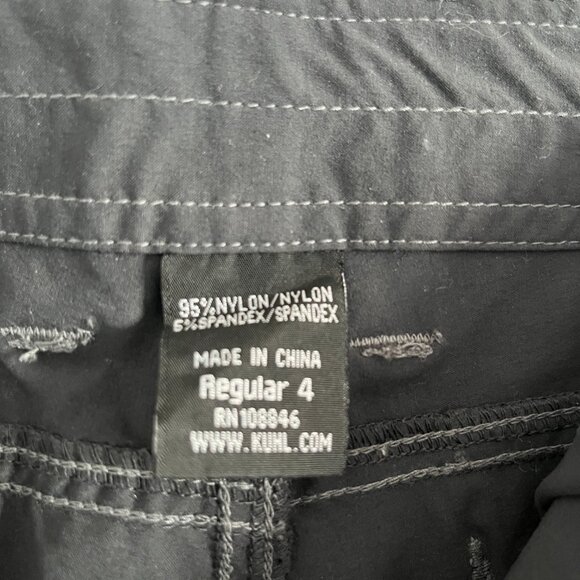 95%NYLON/NYLON
5%SPANDEX/SPANDEX
MADE IN CHINA
Regular 4
RN108846
WWW.KUHL.COM